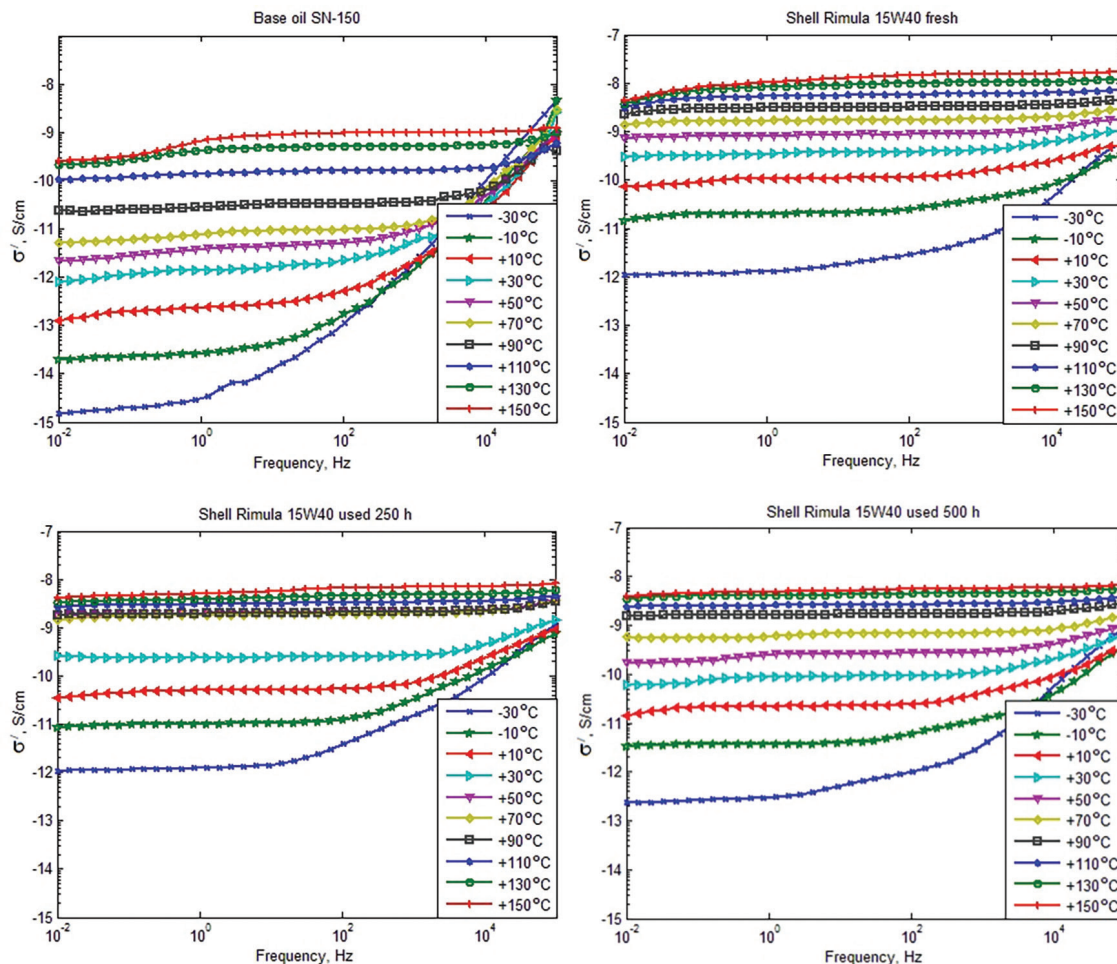 Base oil SN-150
-8
-9
-10
-11
-12
-13
-14
-15
σ′, S/cm
10-2
100
102
104
Frequency, Hz
-30°C
-10°C
+10°C
+30°C
+50°C
+70°C
+90°C
+110°C
+130°C
+150°C
Shell Rimula 15W40 fresh
-7
-8
-9
-10
-11
-12
-13
-14
-15
σ′, S/cm
10-2
100
102
104
Frequency, Hz
-30°C
-10°C
+10°C
+30°C
+50°C
+70°C
+90°C
+110°C
+130°C
+150°C
Shell Rimula 15W40 used 250 h
-7
-8
-9
-10
-11
-12
-13
-14
-15
σ′, S/cm
10-2
100
102
104
Frequency, Hz
-30°C
-10°C
+10°C
+30°C
+50°C
+70°C
+90°C
+110°C
+130°C
+150°C
Shell Rimula 15W40 used 500 h
-7
-8
-9
-10
-11
-12
-13
-14
-15
σ′, S/cm
10-2
100
102
104
Frequency, Hz
-30°C
-10°C
+10°C
+30°C
+50°C
+70°C
+90°C
+110°C
+130°C
+150°C